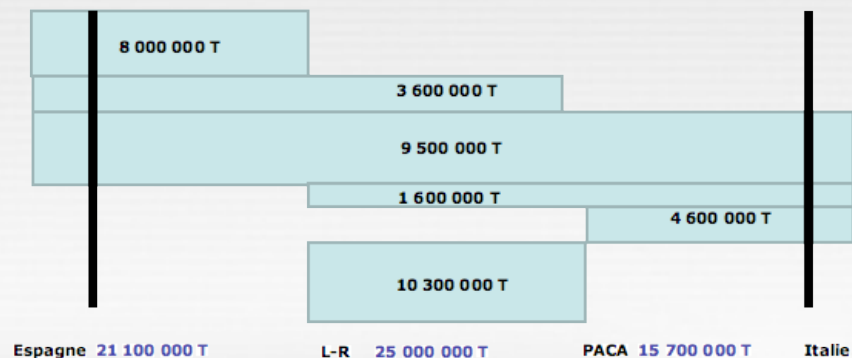 8 000 000 T
3 600 000 T
9 500 000 T
1 600 000 T
4 600 000 T
10 300 000 T
Espagne 21 100 000 T L-R 25 000 000 T PACA 15 700 000 T Italie